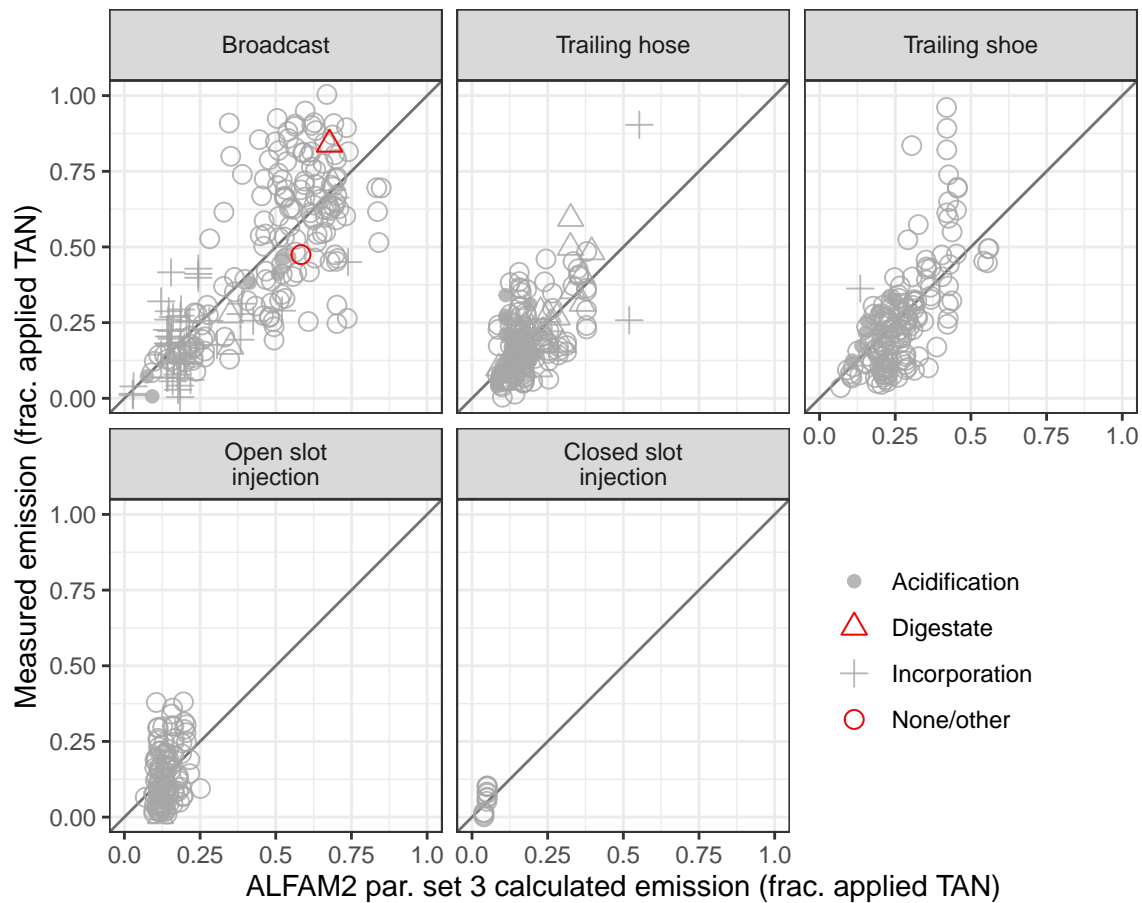 Broadcast
Trailing hose
Trailing shoe
1.00
0.75
0.50
0.25
0.00
0.0
0.25
0.50
0.75
1.0
Open slot
injection
Closed slot
injection
1.00
0.75
0.50
0.25
0.00
0.0
0.25
0.50
0.75
1.0
0.0
0.25
0.50
0.75
1.0
Measured emission (frac. applied TAN)
ALFAM2 par. set 3 calculated emission (frac. applied TAN)
Acidification
Digestate
Incorporation
None/other